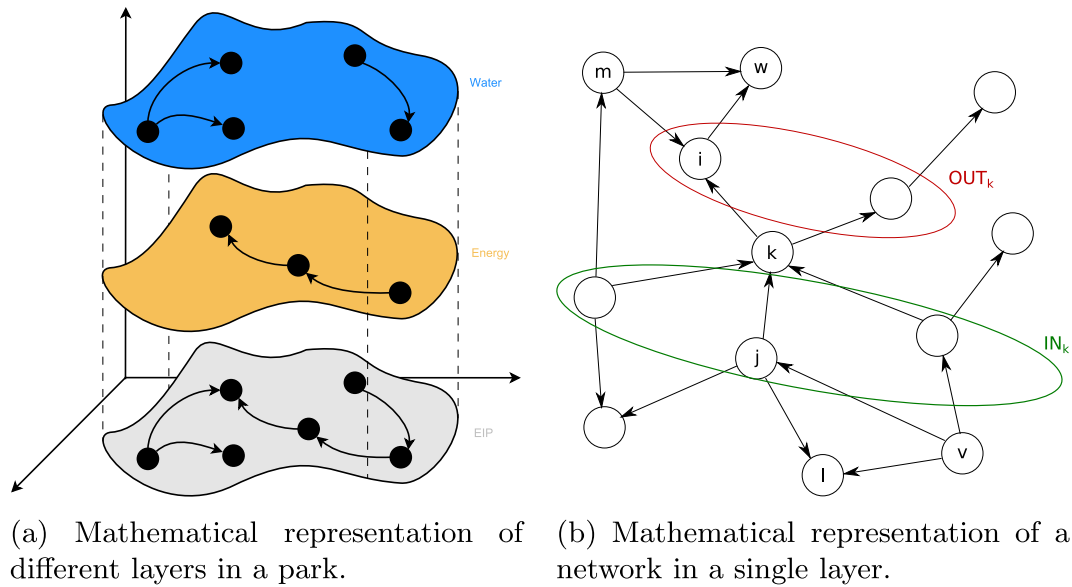 Water
Energy
EIP
m
w
i
OUTk
k
INk
j
v
l
(a) Mathematical representation of
different layers in a park.
(b) Mathematical representation of a
network in a single layer.